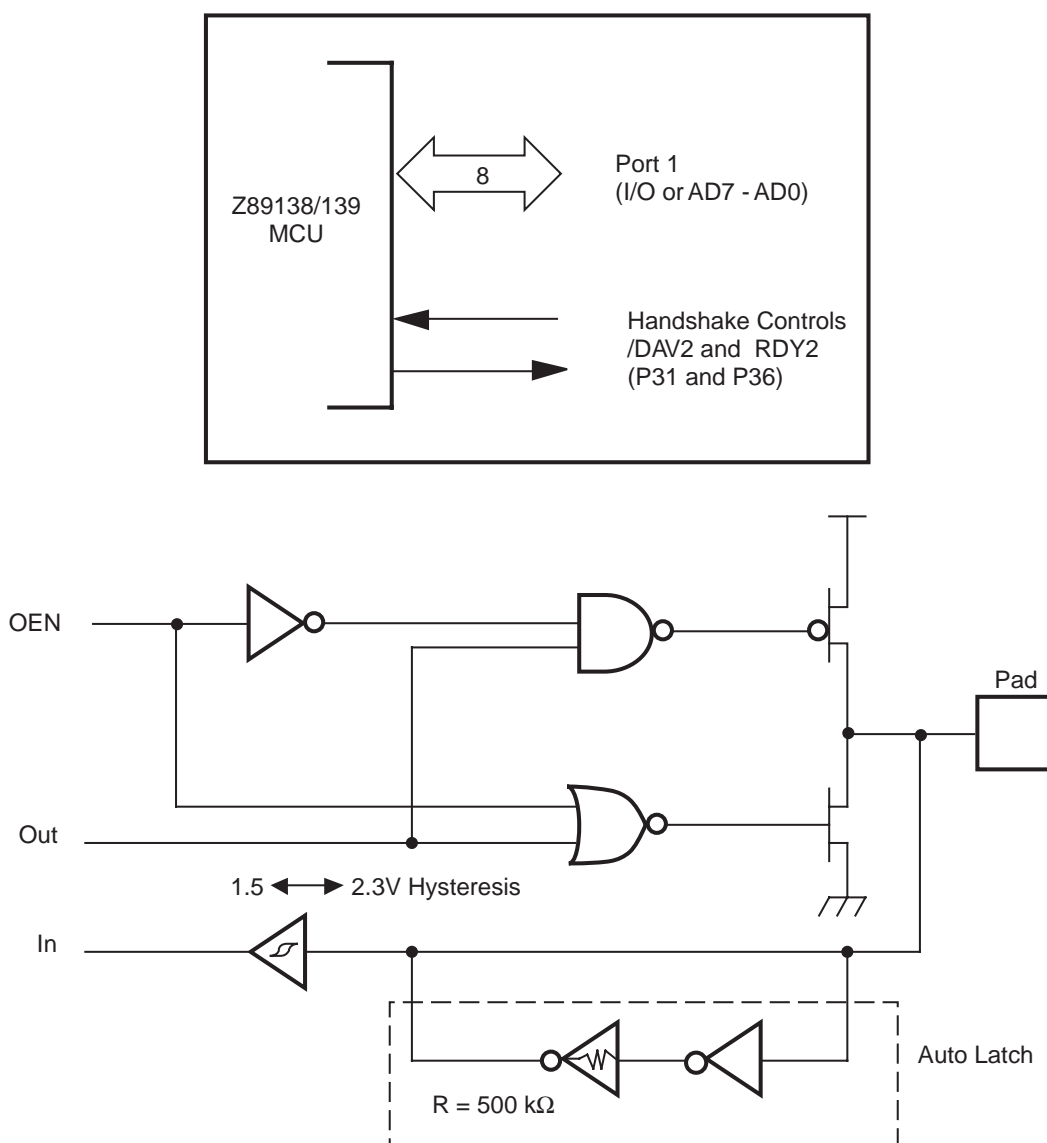 Z89138/139
MCU
8
Port 1
(I/O or AD7 - AD0)
Handshake Controls
/DAV2 and RDY2
(P31 and P36)
OEN
Pad
Out
1.5
2.3V Hysteresis
In
Auto Latch
R = 500 kΩ